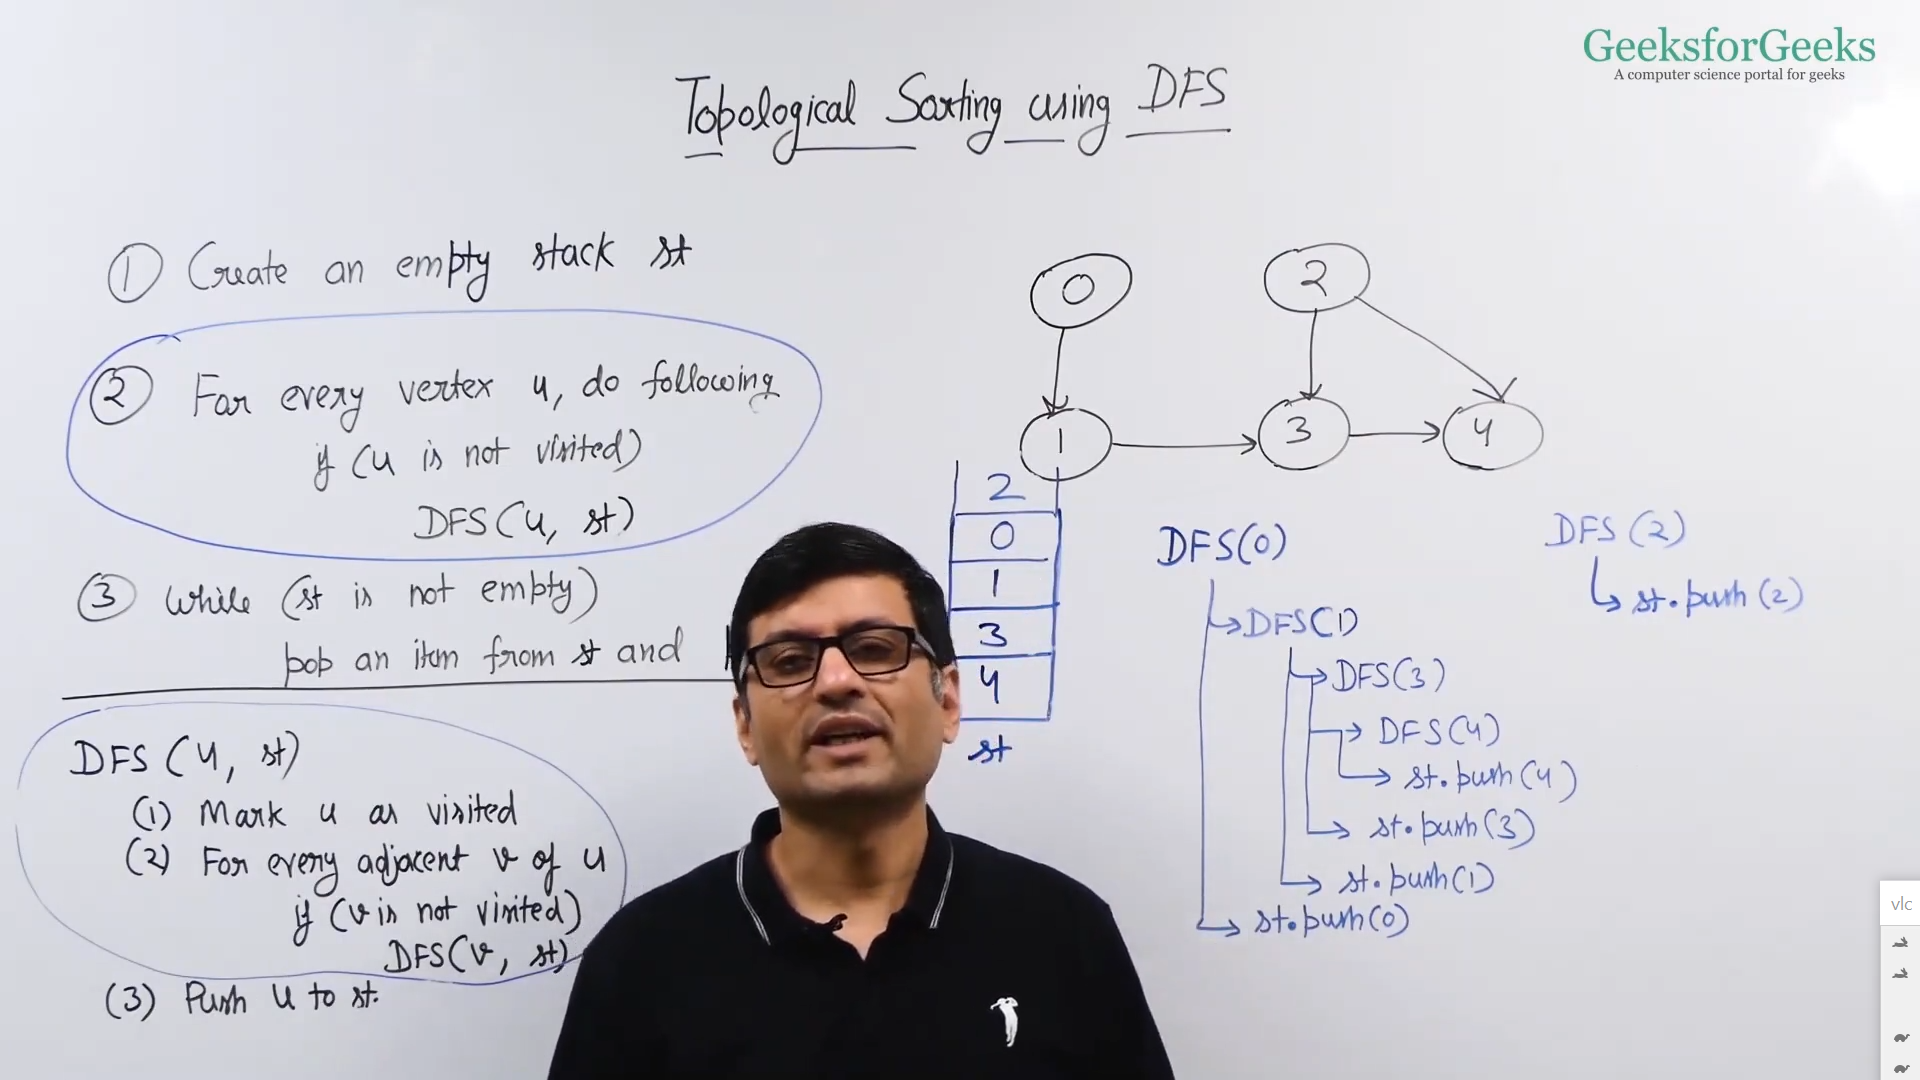 GeeksforGeeks
A computer science portal for geeks
Topological Sorting using DFS
① Create an empty stack st
② For every vertex u, do following
if (u is not visited)
DFS(u, st)
③ While (st is not empty)
pop an item from st and
DFS(u, st)
(1) Mark u as visited
(2) For every adjacent v of u
if (v is not visited)
DFS(v, st)
(3) Push u to st.
0
2
1
3
4
2
0
1
3
4
st
DFS(0)
DFS(1)
DFS(3)
DFS(4)
st.push(4)
st.push(3)
st.push(1)
st.push(0)
DFS(2)
st.push(2)
vlc